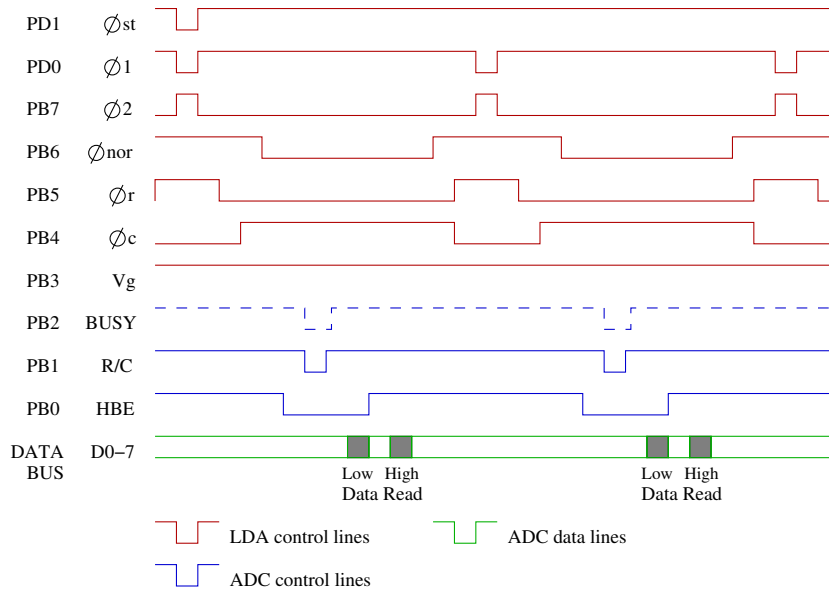 PD1 ∅st
PD0 ∅1
PB7 ∅2
PB6 ∅nor
PB5 ∅r
PB4 ∅c
PB3 Vg
PB2 BUSY
PB1 R/C
PB0 HBE
DATA BUS D0−7
Low High Low High
Data Read Data Read
LDA control lines ADC data lines
ADC control lines